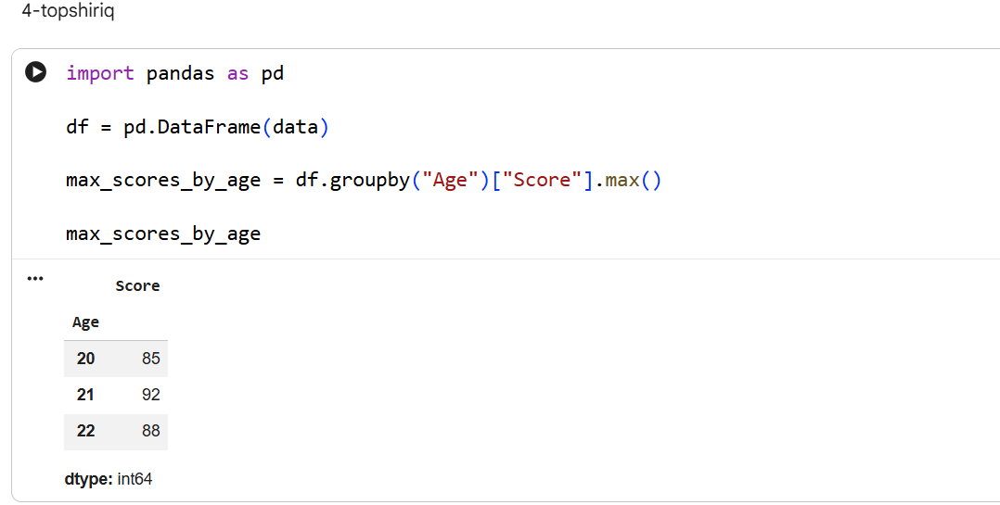 4-topshiriq
import pandas as pd
df = pd.DataFrame(data)
max_scores_by_age = df.groupby("Age")["Score"].max()
max_scores_by_age
...
Score
Age
20 85
21 92
22 88
dtype: int64